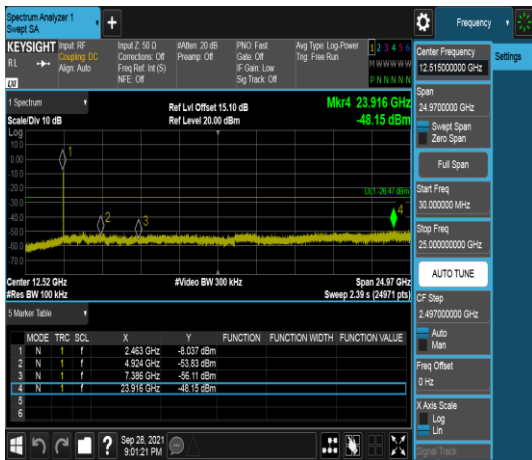 Spectrum Analyzer 1
Swept SA
Frequency
KEYSIGHT
Input: RF
Coupling: DC
Align: Auto
Input Z: 50 Ω
Corrections: Off
Freq Ref: Int (S)
NFE: Off
#Atten: 20 dB
Preamp: Off
PNO: Fast
Gate: Off
IF Gain: Low
Sig Track: Off
Avg Type: Log-Power
Trig: Free Run
1 2 3 4 5 6
M W W W W W
P N N N N N
RL
LXI
Center Frequency
12.515000000 GHz
Settings
Span
24.9700000 GHz
Swept Span
Zero Span
Full Span
Start Freq
30.000000 MHz
Stop Freq
25.000000000 GHz
AUTO TUNE
CF Step
2.497000000 GHz
Auto
Man
Freq Offset
0 Hz
X Axis Scale
Log
Lin
Signal Track
1 Spectrum
Scale/Div 10 dB
Ref Lvl Offset 15.10 dB
Ref Level 20.00 dBm
Mkr4 23.916 GHz
-48.15 dBm
Log
10.0
0.00
-10.0
-20.0
-30.0
-40.0
-50.0
-60.0
-70.0
1
2
3
4
DL1 -26.47 dBm
Center 12.52 GHz
#Res BW 100 kHz
#Video BW 300 kHz
Span 24.97 GHz
Sweep 2.39 s (24971 pts)
5 Marker Table
MODE TRC SCL X Y FUNCTION FUNCTION WIDTH FUNCTION VALUE
1 N 1 f 2.463 GHz -8.037 dBm
2 N 1 f 4.924 GHz -53.83 dBm
3 N 1 f 7.386 GHz -56.11 dBm
4 N 1 f 23.916 GHz -48.15 dBm
5
6
Sep 28, 2021
9:01:21 PM